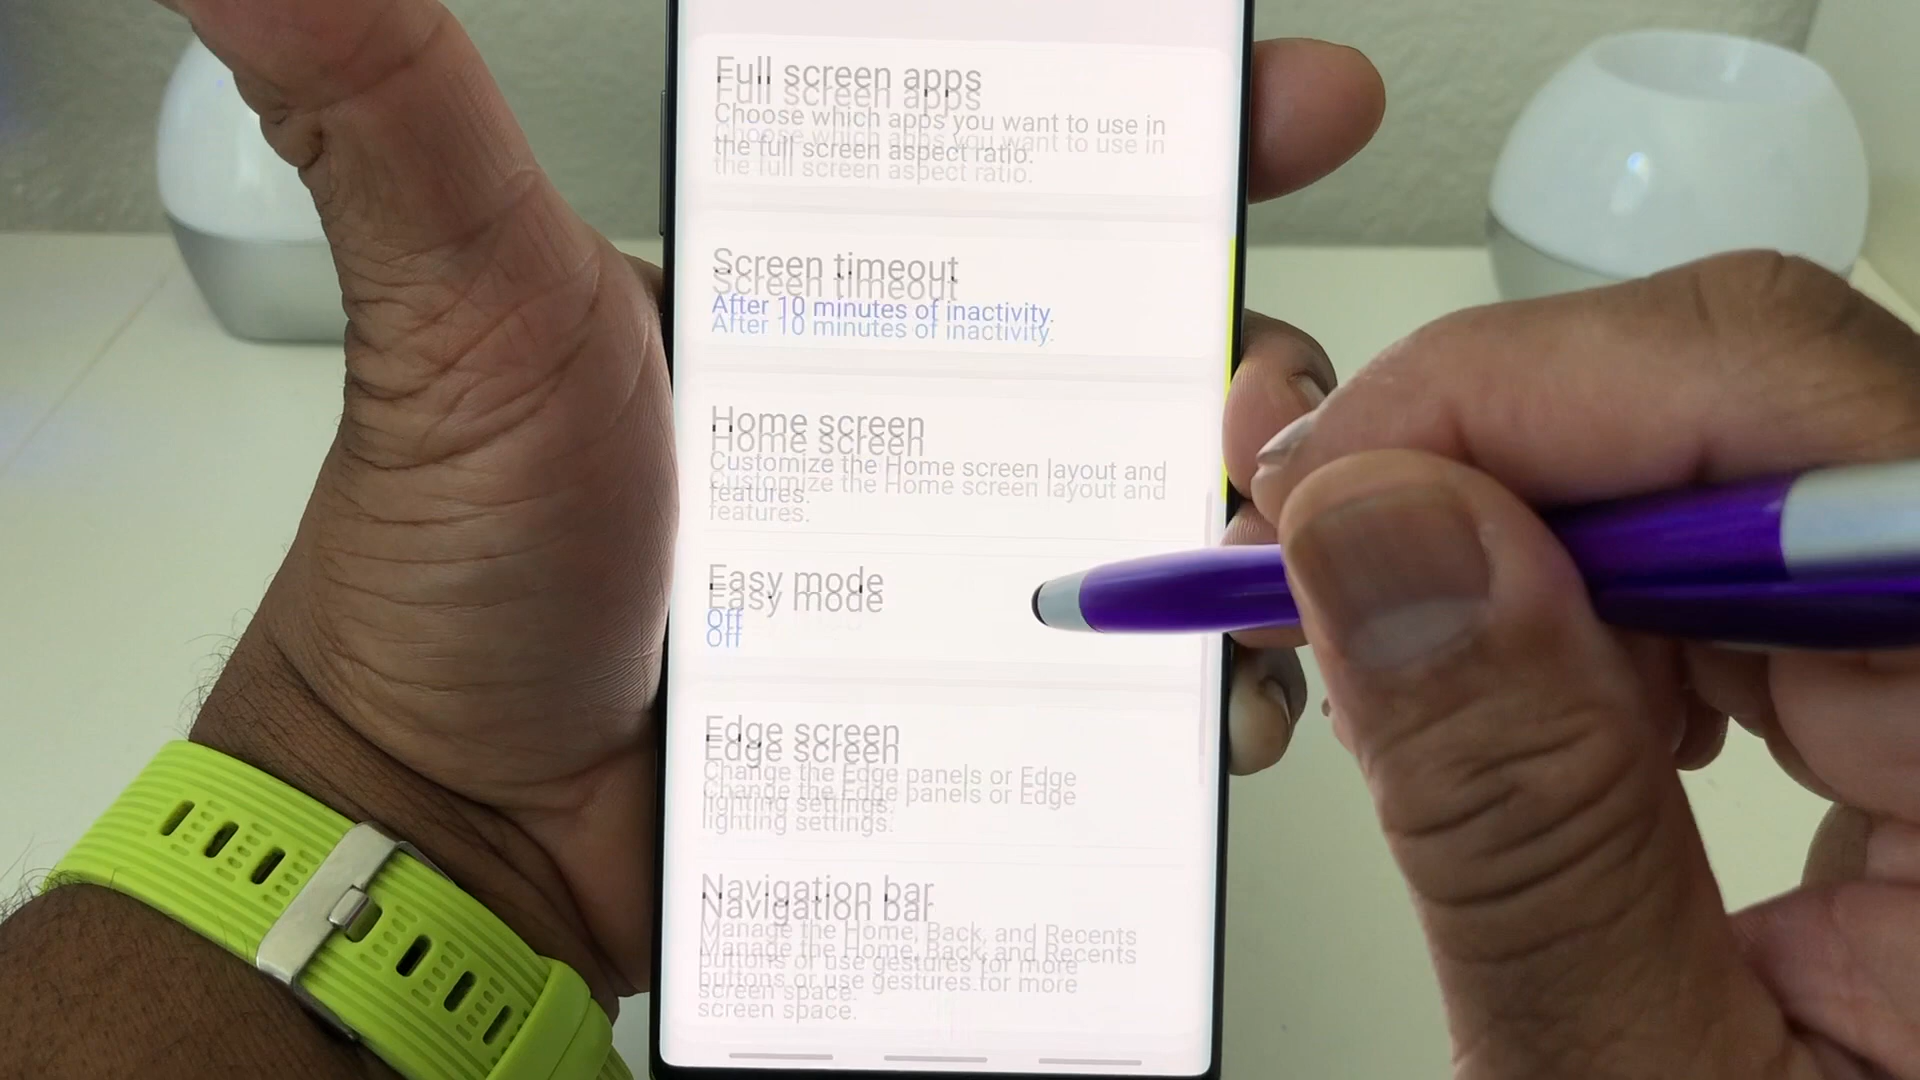 Full screen apps
Choose which apps you want to use in
the full screen aspect ratio.
Screen timeout
After 10 minutes of inactivity.
Home screen
Customize the Home screen layout and
features.
Easy mode
Off
Edge screen
Change the Edge panels or Edge
lighting settings.
Navigation bar
Manage the Home, Back, and Recents
buttons or use gestures for more
screen space.